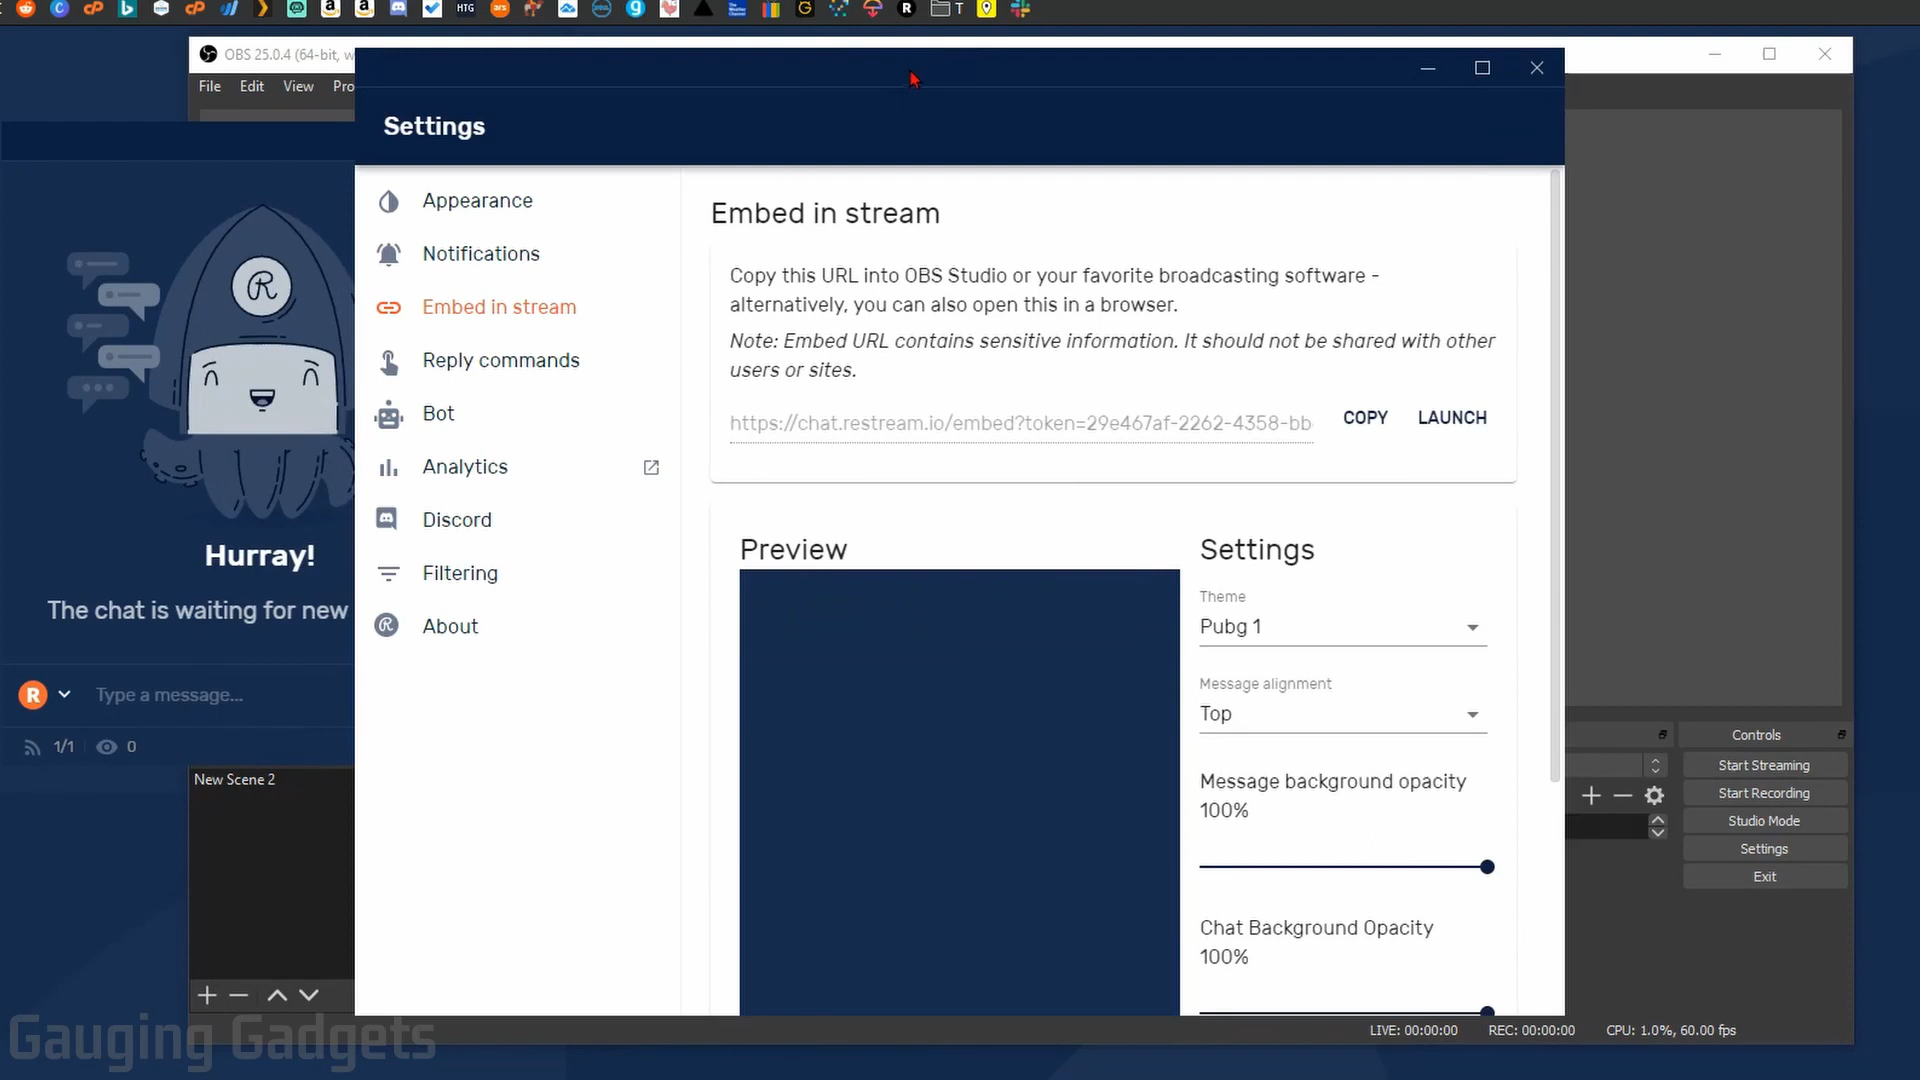 HTG
ars
T
R
OBS 25.0.4 (64-bit, w
File
Edit
View
Pro
Settings
Appearance
Notifications
Embed in stream
Reply commands
Bot
Analytics
Discord
Filtering
About
Embed in stream
Copy this URL into OBS Studio or your favorite broadcasting software -
alternatively, you can also open this in a browser.
Note: Embed URL contains sensitive information. It should not be shared with other
users or sites.
https://chat.restream.io/embed?token=29e467af-2262-4358-bb
COPY
LAUNCH
Preview
Settings
Theme
Pubg 1
Message alignment
Top
Message background opacity
100%
Chat Background Opacity
100%
R
Hurray!
The chat is waiting for new
R
Type a message...
1/1
0
New Scene 2
Controls
Start Streaming
Start Recording
Studio Mode
Settings
Exit
LIVE: 00:00:00
REC: 00:00:00
CPU: 1.0%, 60.00 fps
Gauging Gadgets